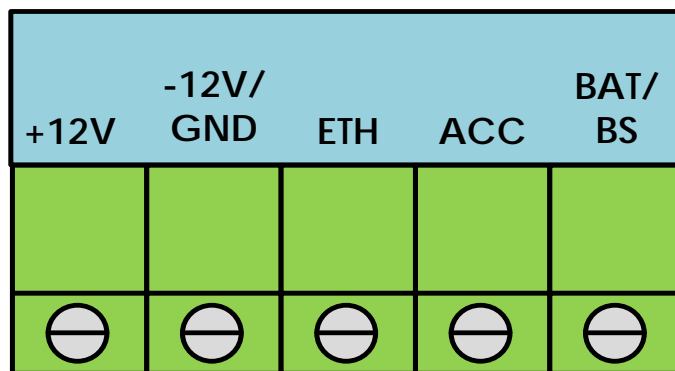 +12V
-12V/
GND
ETH
ACC
BAT/
BS